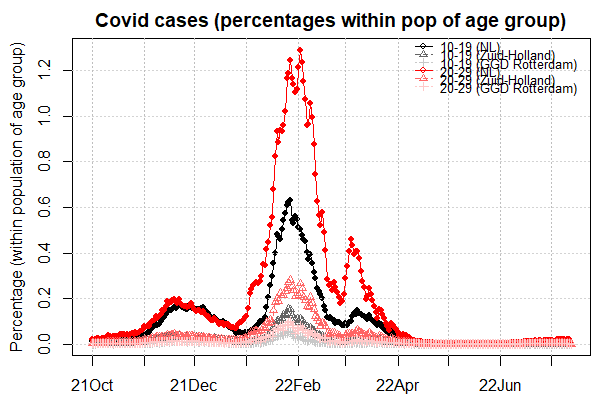 Covid cases (percentages within pop of age group)
10-19 (NL)
10-19 (Zuid-Holland)
10-19 (GGD Rotterdam)
20-29 (NL)
20-29 (Zuid-Holland)
20-29 (GGD Rotterdam)
Percentage (within population of age group)
1.2
1.0
0.8
0.6
0.4
0.2
0.0
21Oct
21Dec
22Feb
22Apr
22Jun